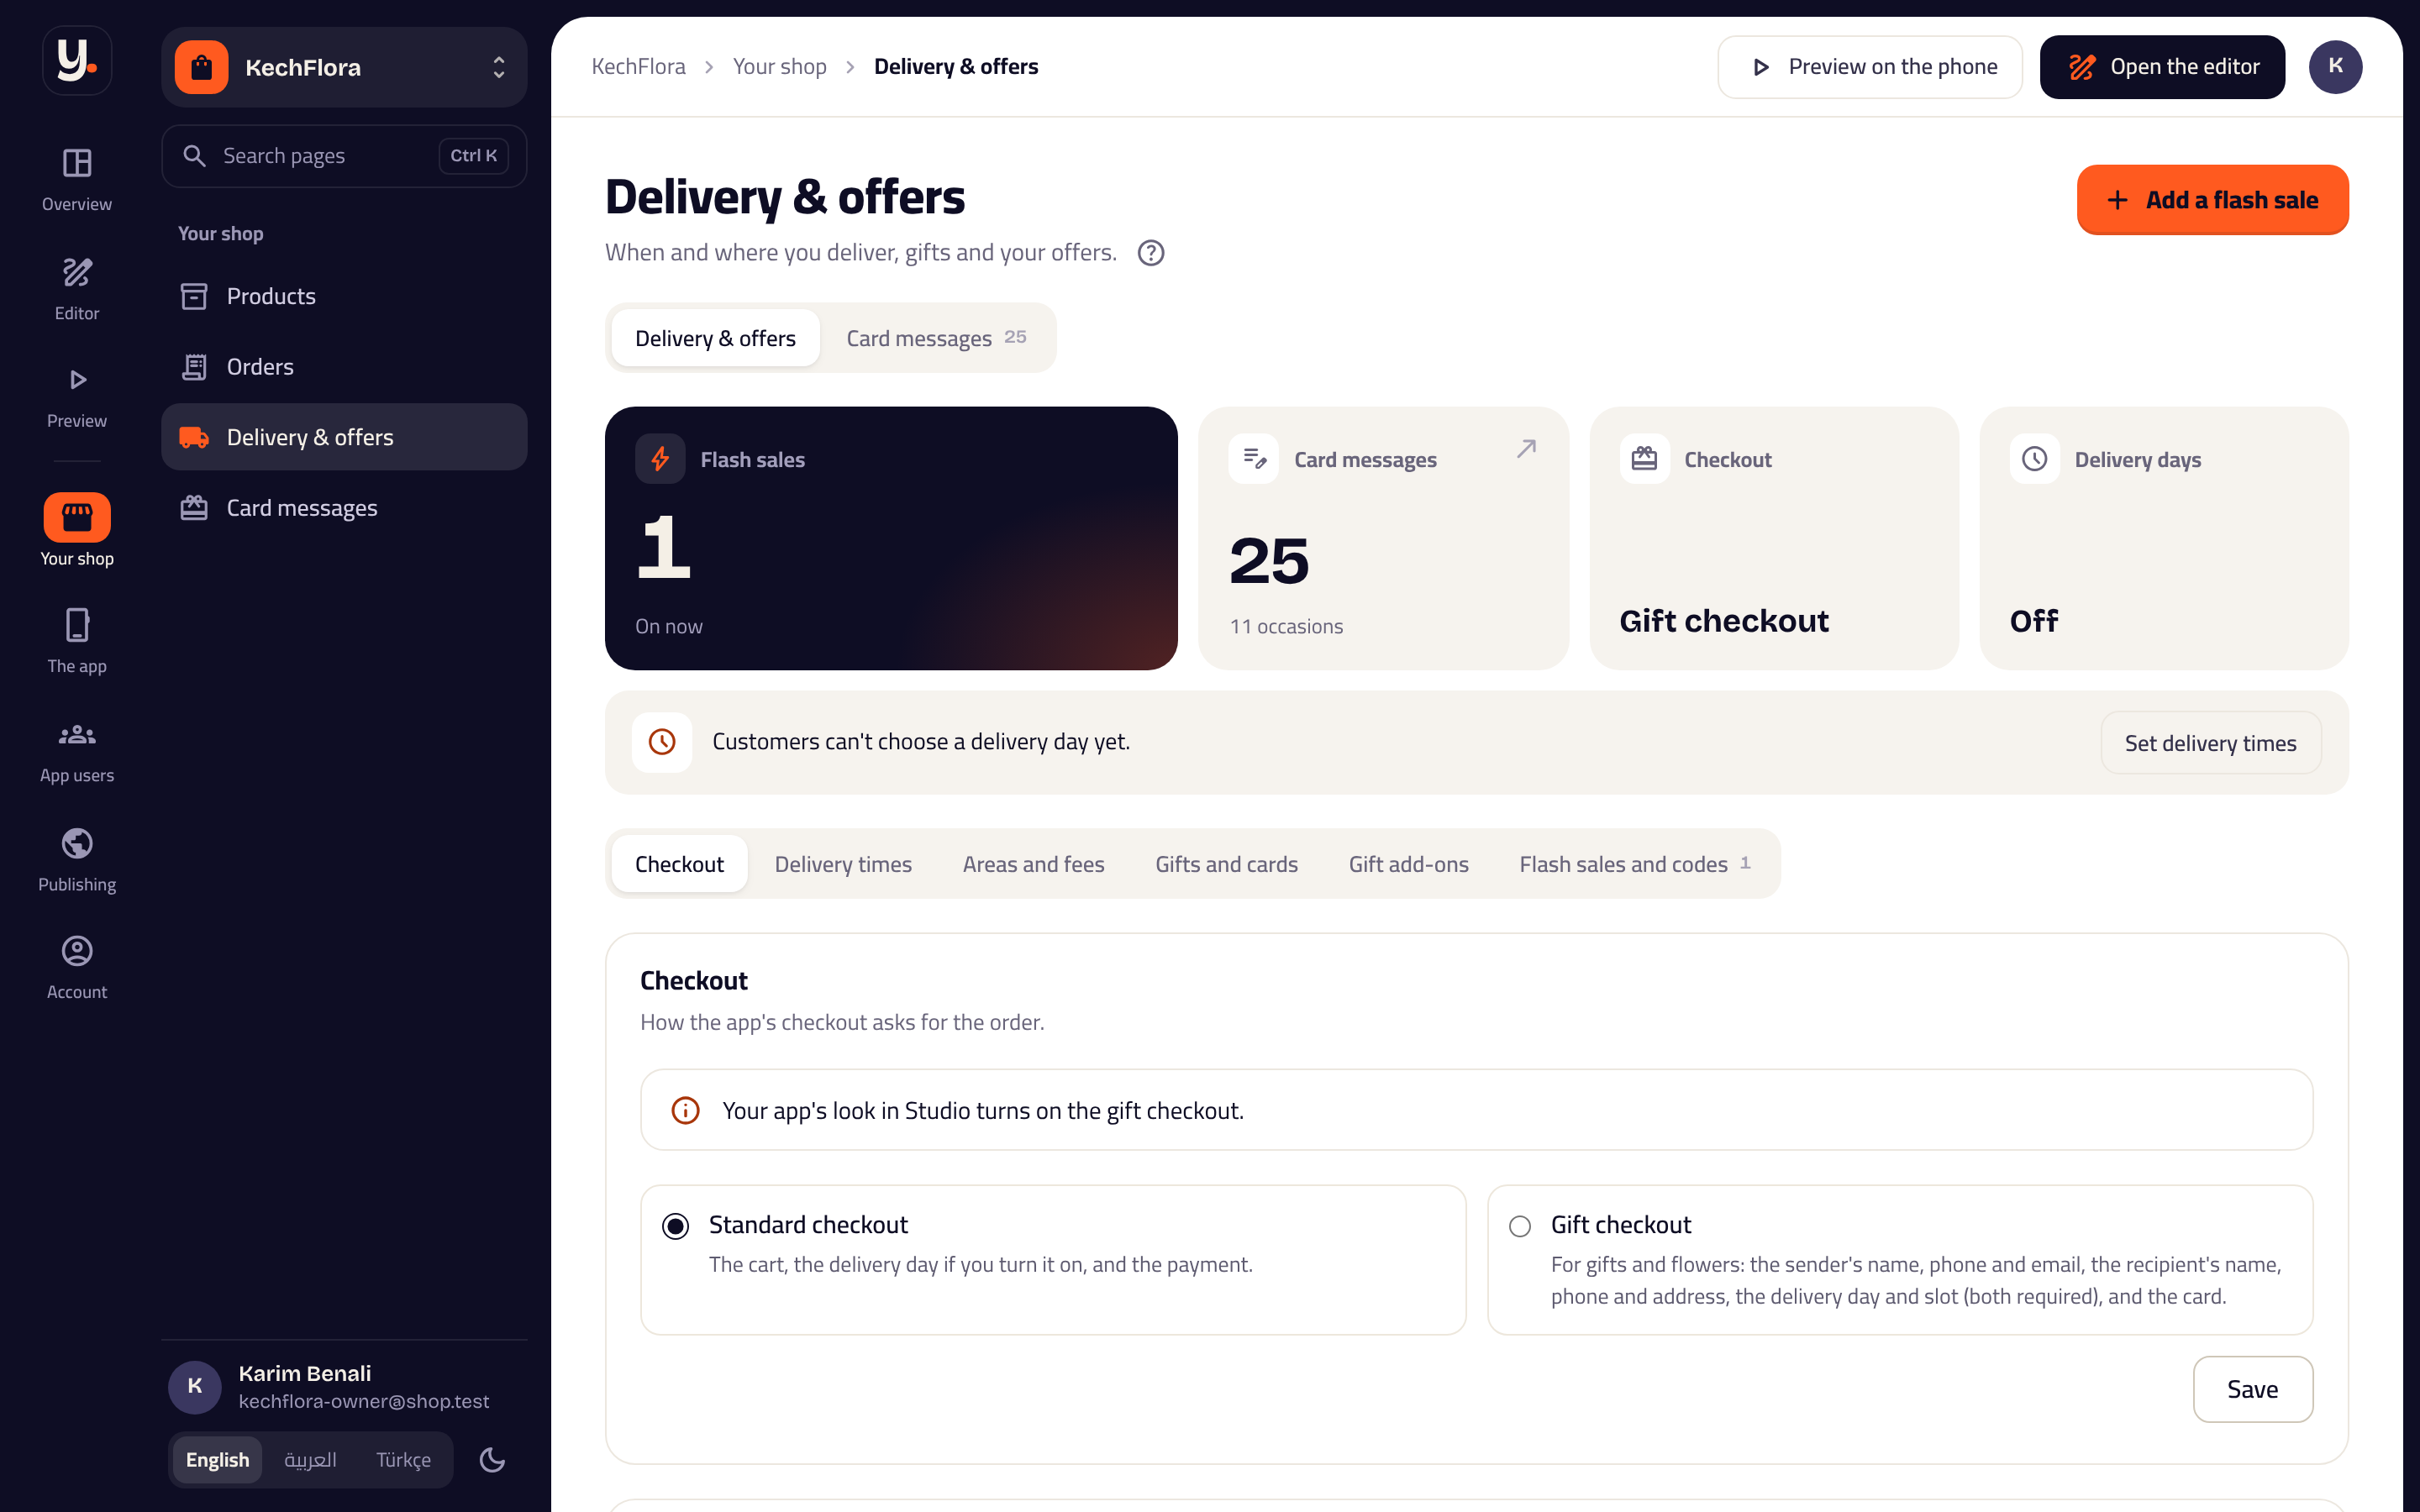 y.
Overview
Editor
Preview
Your shop
The app
App users
Publishing
Account
KechFlora
Search pages
Ctrl K
Your shop
Products
Orders
Delivery & offers
Card messages
K
Karim Benali
kechflora-owner@shop.test
English
العربية
Türkçe
KechFlora
Your shop
Delivery & offers
Preview on the phone
Open the editor
K
Delivery & offers
Add a flash sale
When and where you deliver, gifts and your offers.
Delivery & offers
Card messages 25
Flash sales
1
On now
Card messages
25
11 occasions
Checkout
Gift checkout
Delivery days
Off
Customers can't choose a delivery day yet.
Set delivery times
Checkout
Delivery times
Areas and fees
Gifts and cards
Gift add-ons
Flash sales and codes 1
Checkout
How the app's checkout asks for the order.
Your app's look in Studio turns on the gift checkout.
Standard checkout
The cart, the delivery day if you turn it on, and the payment.
Gift checkout
For gifts and flowers: the sender's name, phone and email, the recipient's name,
phone and address, the delivery day and slot (both required), and the card.
Save